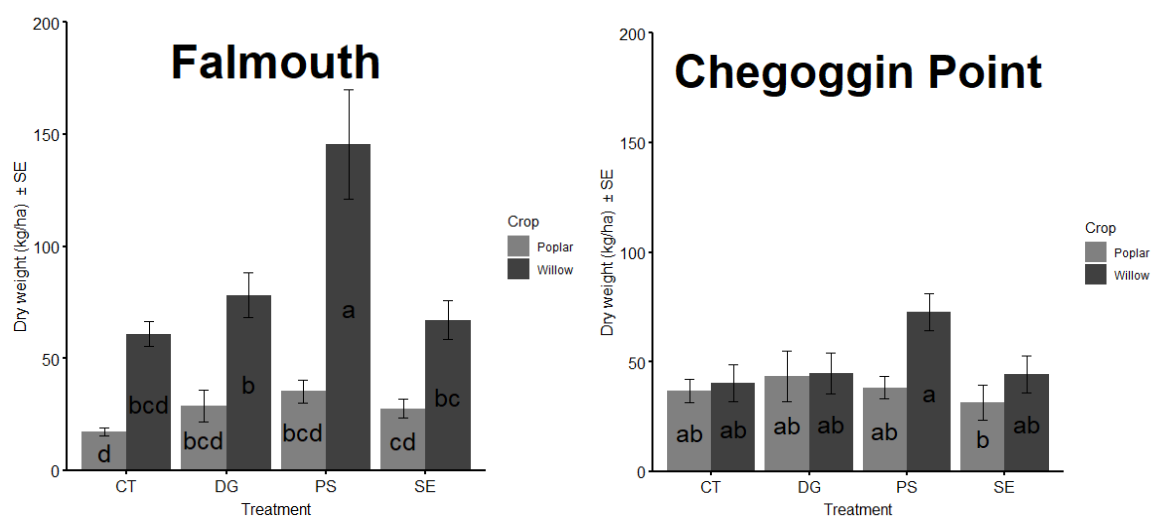 Falmouth
200
150
100
50
0
Dry weight (kg/ha) ± SE
d
bcd
bcd
b
bcd
a
cd
bc
CT DG PS SE
Treatment
Crop
Poplar
Willow
Chegoggin Point
200
150
100
50
0
Dry weight (kg/ha) ± SE
ab
ab
ab
ab
ab
a
b
ab
CT DG PS SE
Treatment
Crop
Poplar
Willow